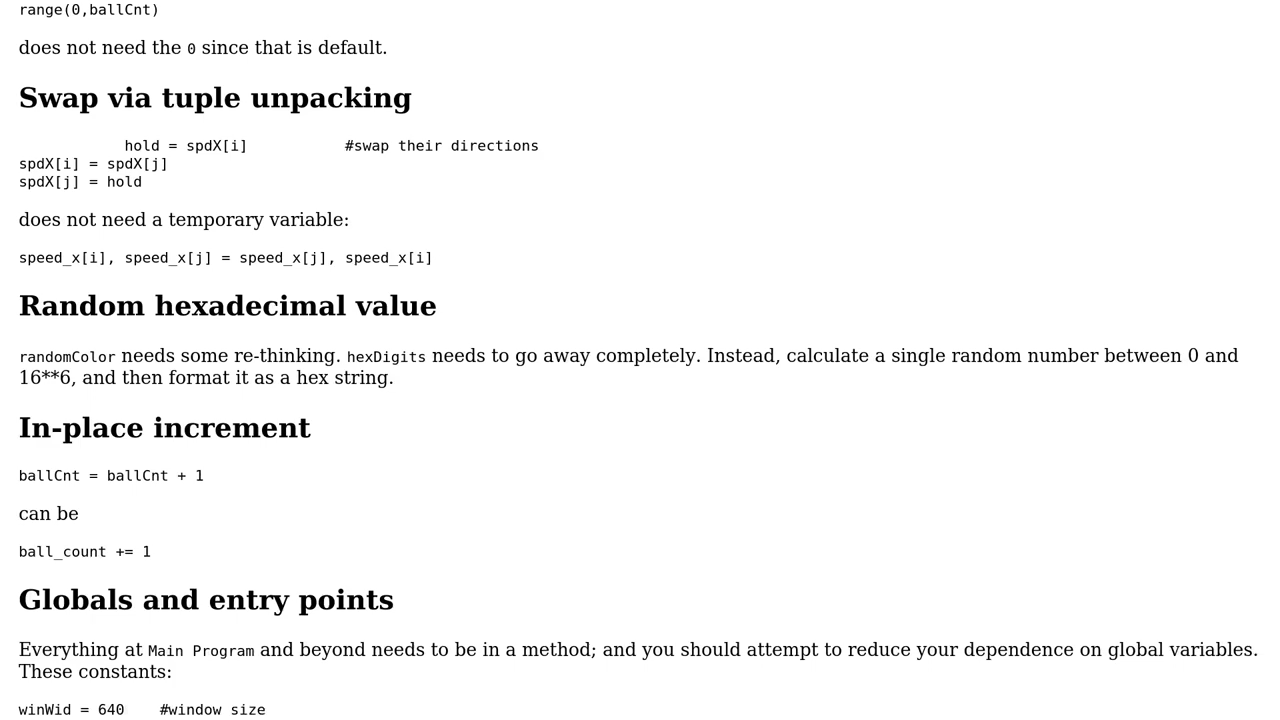 range(0,ballCnt)
does not need the 0 since that is default.
Swap via tuple unpacking
            hold = spdX[i]           #swap their directions
spdX[i] = spdX[j]
spdX[j] = hold
does not need a temporary variable:
speed_x[i], speed_x[j] = speed_x[j], speed_x[i]
Random hexadecimal value
randomColor needs some re-thinking. hexDigits needs to go away completely. Instead, calculate a single random number between 0 and
16**6, and then format it as a hex string.
In-place increment
ballCnt = ballCnt + 1
can be
ball_count += 1
Globals and entry points
Everything at Main Program and beyond needs to be in a method; and you should attempt to reduce your dependence on global variables.
These constants:
winWid = 640    #window size